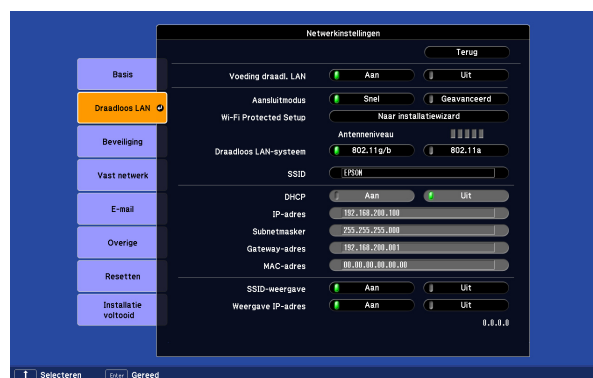 Netwerkinstellingen
Terug
Basis
Voeding draadl. LAN Aan Uit
Draadloos LAN
Aansluitmodus Snel Geavanceerd
Wi-Fi Protected Setup Naar installatiewizard
Antenneniveau
Beveiliging
Draadloos LAN-systeem 802.11g/b 802.11a
Vast netwerk
SSID EPSON
DHCP Aan Uit
E-mail
IP-adres 192.168.200.100
Subnetmasker 255.255.255.000
Overige
Gateway-adres 192.168.200.001
MAC-adres 00.00.00.00.00.00
Resetten
SSID-weergave Aan Uit
Installatie
voltooid
Weergave IP-adres Aan Uit
0.0.0.0
Selecteren Enter Gereed